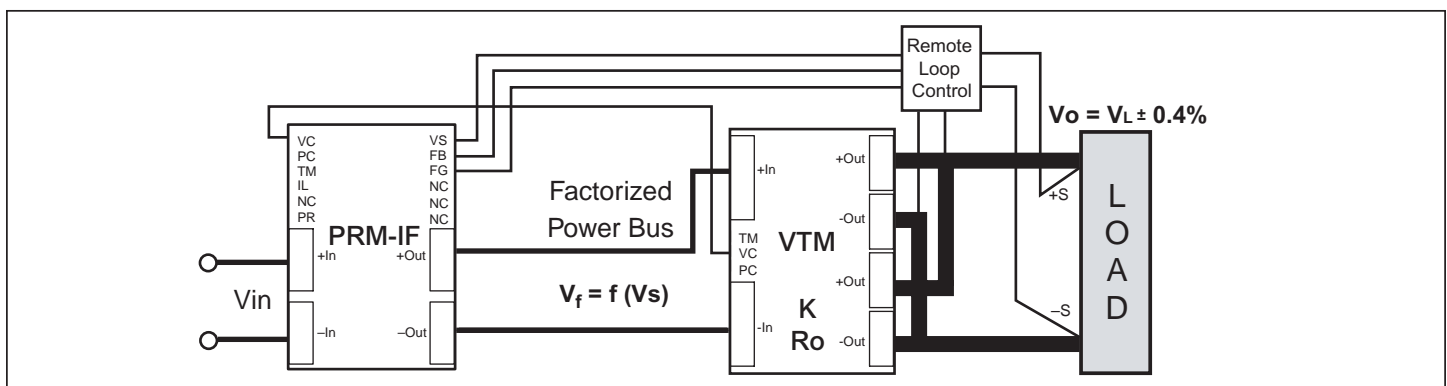 Remote
Loop
Control
Vo = VL ± 0.4%
VC
PC
TM
IL
NC
PR
VS
FB
FG
NC
NC
NC
PRM-IF
+In
+Out
–In
–Out
Vin
Factorized
Power Bus
Vf = f (Vs)
+In
TM
VC
PC
-In
VTM
K
Ro
+Out
-Out
+Out
-Out
+S
–S
L
O
A
D